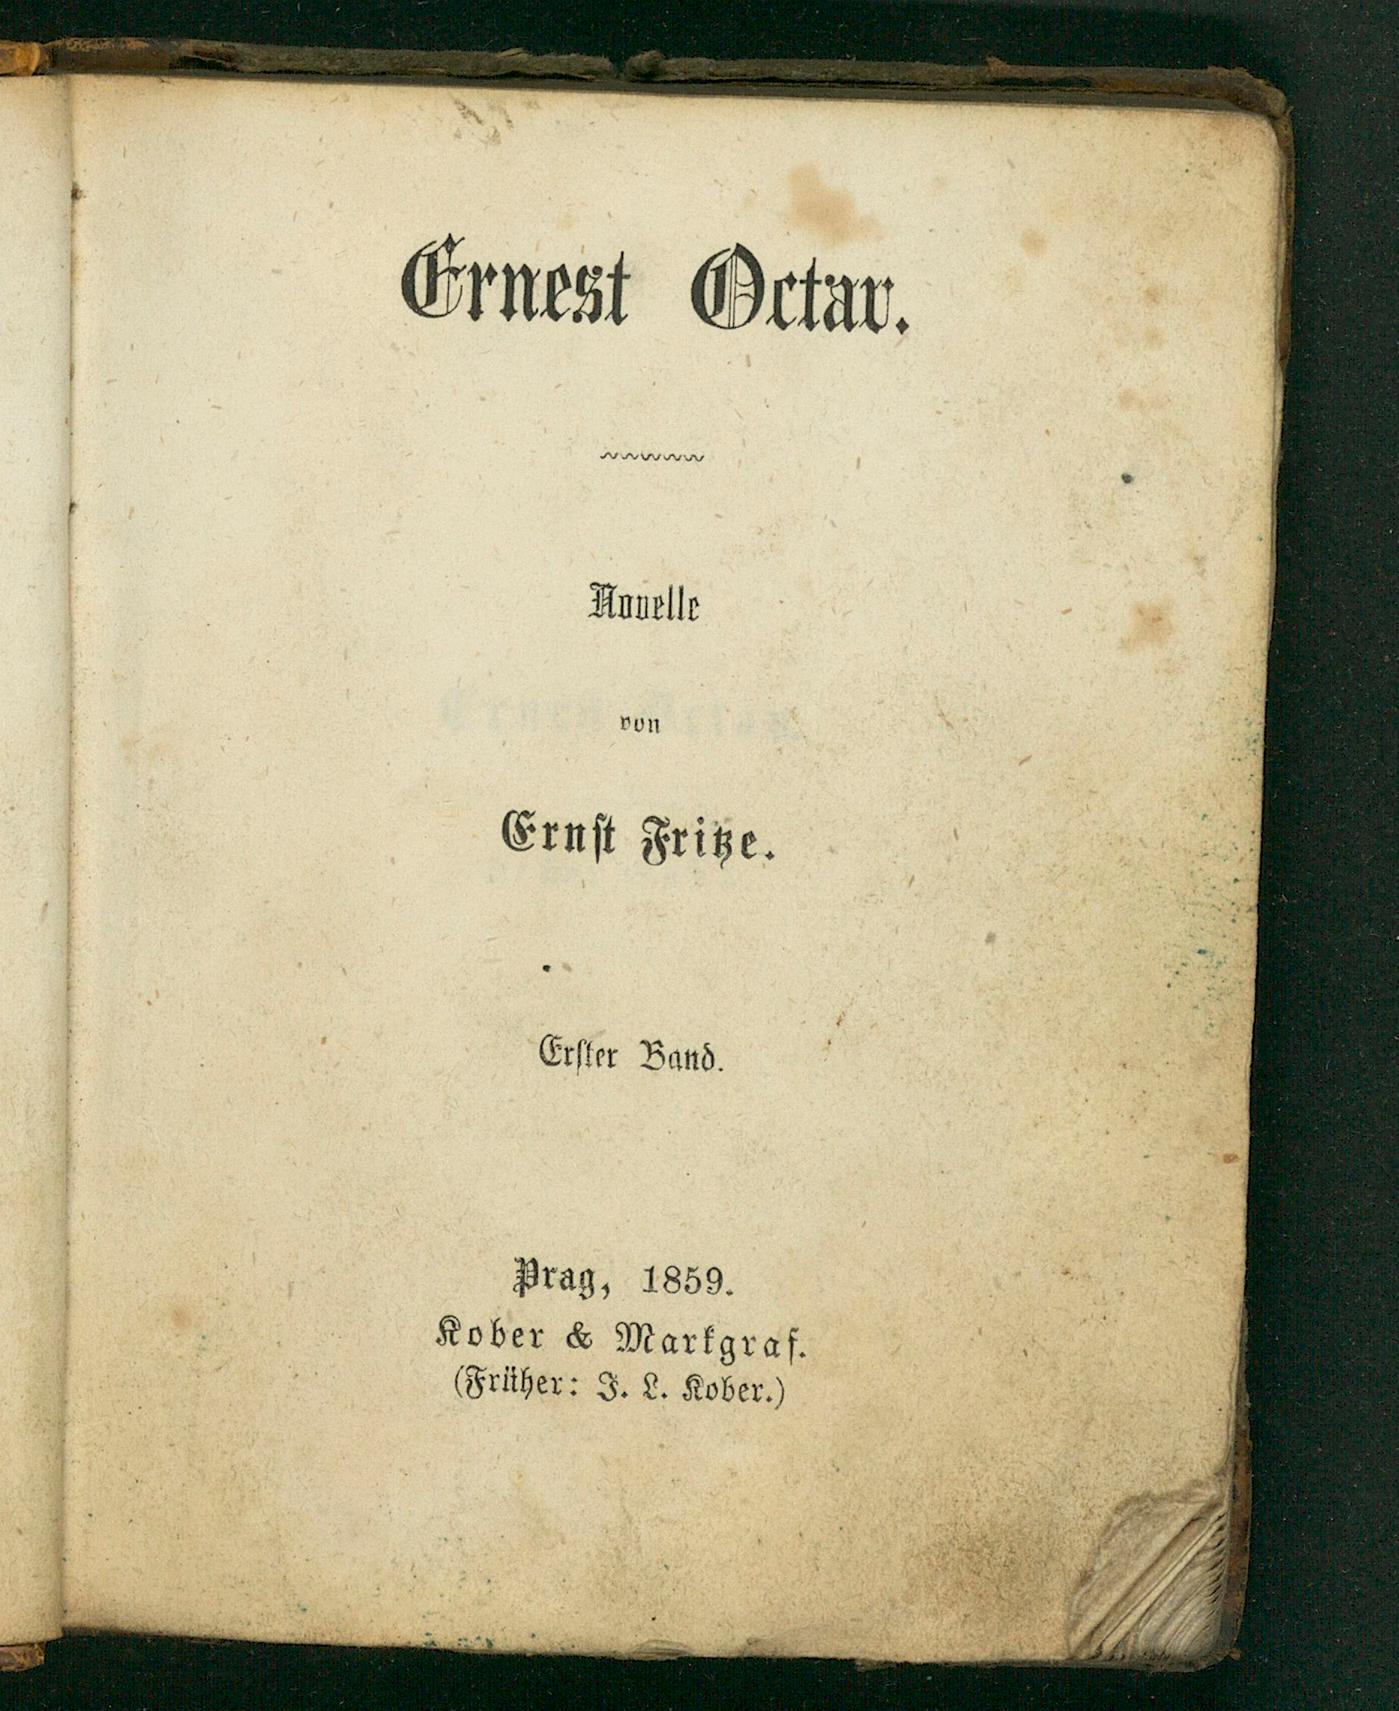 Ernest Octav.
Novelle
von
Ernst Fritze.
Erster Band.
Prag, 1859.
Kober & Markgraf.
(Früher: J. L. Kober.)